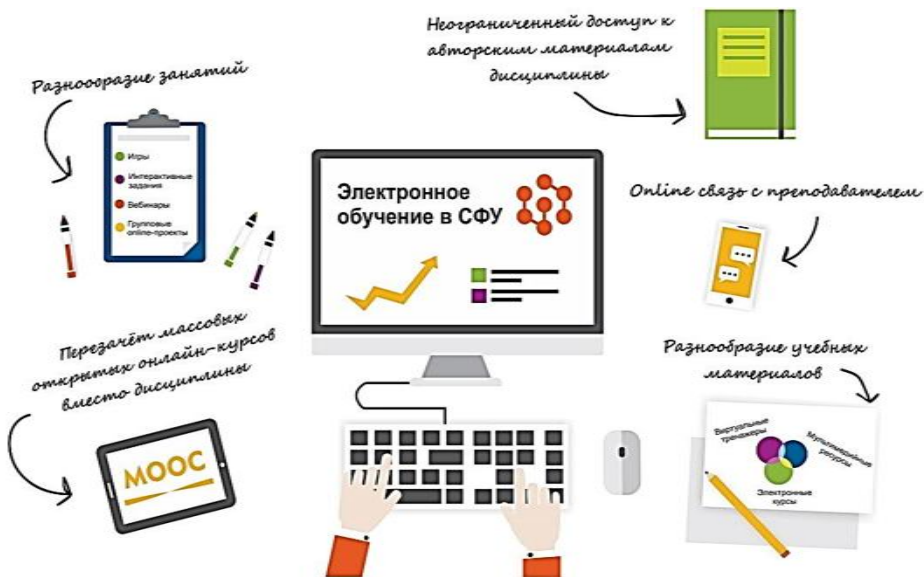 Неограниченный доступ к
авторским материалам
дисциплины
Разнообразие занятий
Игры
Интерактивные
задания
Вебинары
Групповые
online-проекты
Электронное
обучение в СФУ
Online связь с преподавателем
Перезачёт массовых
открытых онлайн-курсов
вместо дисциплины
MOOC
Разнообразие учебных
материалов
Виртуальные
тренажеры
Мультимедийные
ресурсы
Электронные
курсы